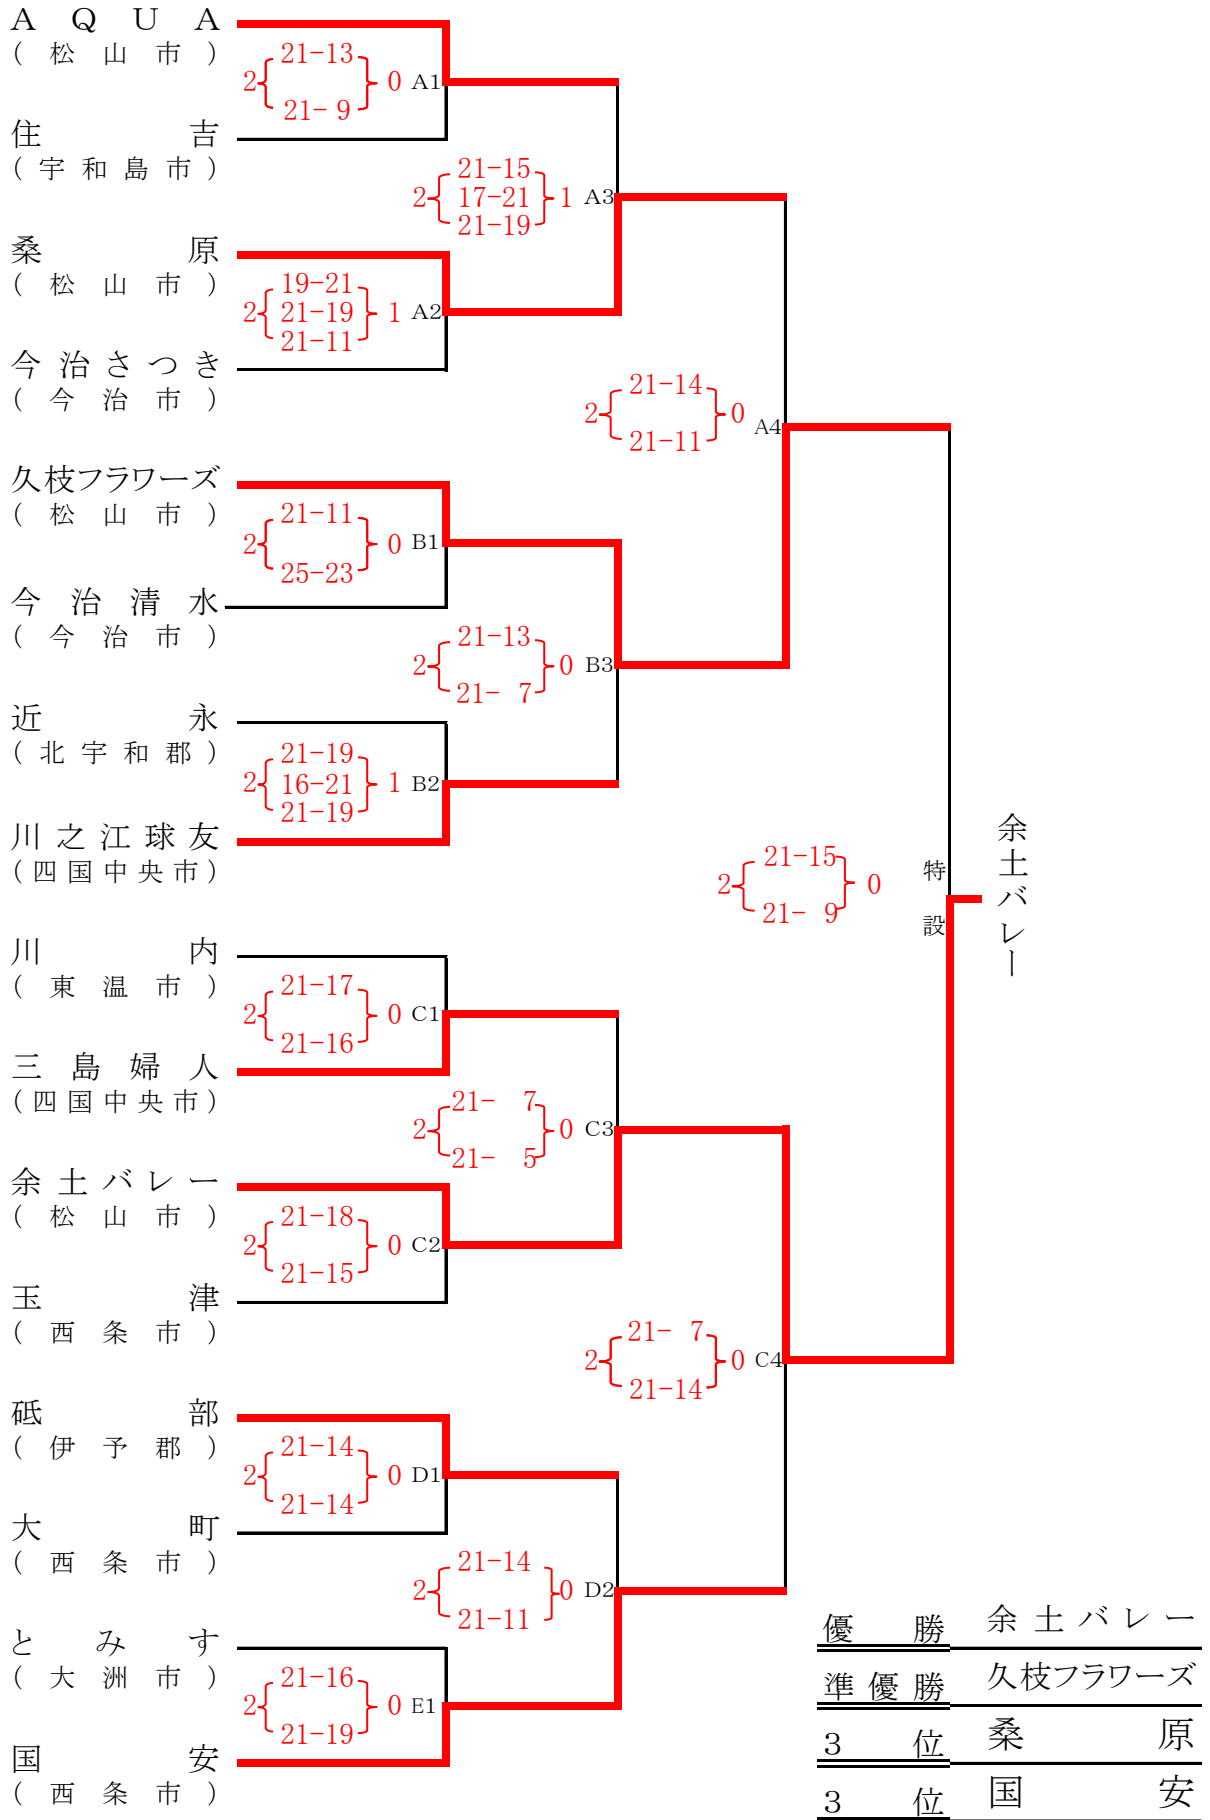 AQUA
(松山市)
21-13
2 0 A1
21- 9
住吉
(宇和島市)
21-15
2 17-21 1 A3
21-19
桑原
(松山市)
19-21
2 21-19 1 A2
21-11
今治さつき
(今治市)
21-14
2 0 A4
21-11
久枝フラワーズ
(松山市)
21-11
2 0 B1
25-23
今治清水
(今治市)
21-13
2 0 B3
21- 7
近永
(北宇和郡)
21-19
2 16-21 1 B2
21-19
川之江球友
(四国中央市)
21-15
2 0
21- 9
特設
余土バレー
川内
(東温市)
21-17
2 0 C1
21-16
三島婦人
(四国中央市)
21- 7
2 0 C3
21- 5
余土バレー
(松山市)
21-18
2 0 C2
21-15
玉津
(西条市)
21- 7
2 0 C4
21-14
砥部
(伊予郡)
21-14
2 0 D1
21-14
大町
(西条市)
21-14
2 0 D2
21-11
とみす
(大洲市)
21-16
2 0 E1
21-19
国安
(西条市)
優勝 余土バレー
準優勝 久枝フラワーズ
3位 桑原
3位 国安